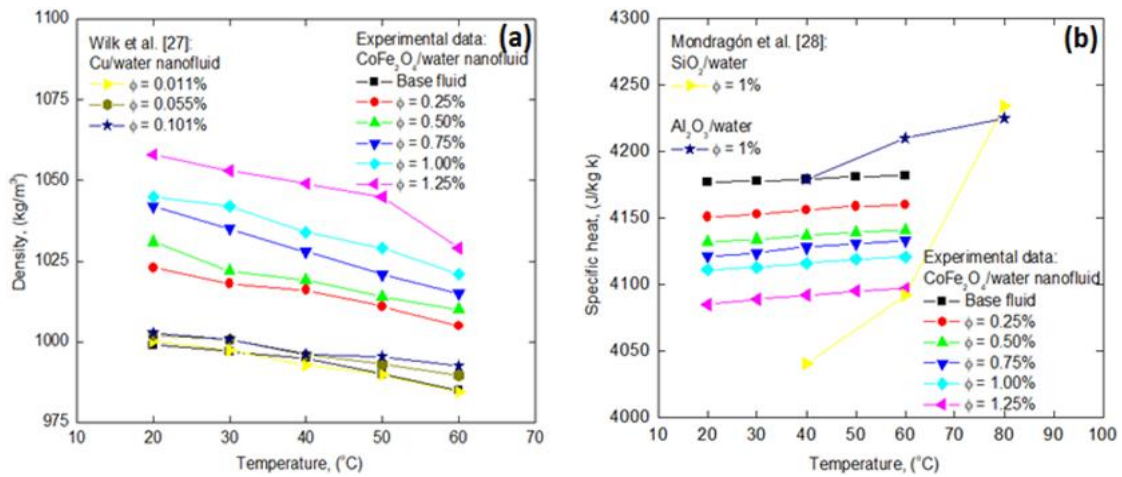 (a)
Wilk et al. [27]:
Cu/water nanofluid
ϕ = 0.011%
ϕ = 0.055%
ϕ = 0.101%
Experimental data:
CoFe₂O₄/water nanofluid
Base fluid
ϕ = 0.25%
ϕ = 0.50%
ϕ = 0.75%
ϕ = 1.00%
ϕ = 1.25%
Density, (kg/m³)
1100
1075
1050
1025
1000
975
10 20 30 40 50 60 70
Temperature, (°C)
(b)
Mondragón et al. [28]:
SiO₂/water
ϕ = 1%
Al₂O₃/water
ϕ = 1%
Experimental data:
CoFe₂O₄/water nanofluid
Base fluid
ϕ = 0.25%
ϕ = 0.50%
ϕ = 0.75%
ϕ = 1.00%
ϕ = 1.25%
Specific heat, (J/kg k)
4300
4250
4200
4150
4100
4050
4000
10 20 30 40 50 60 70 80 90 100
Temperature, (°C)